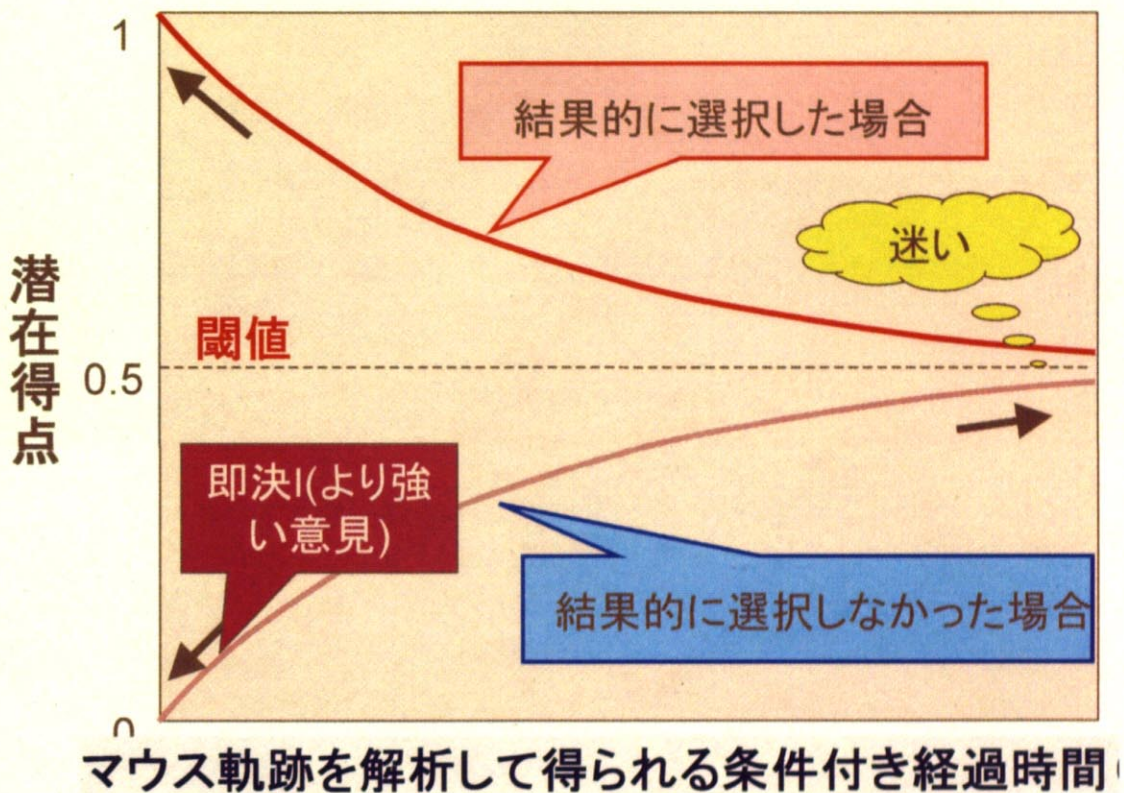 1
結果的に選択した場合
迷い
閾値
潜在得点
0.5
即決!(より強
い意見)
結果的に選択しなかった場合
0
マウス軌跡を解析して得られる条件付き経過時間